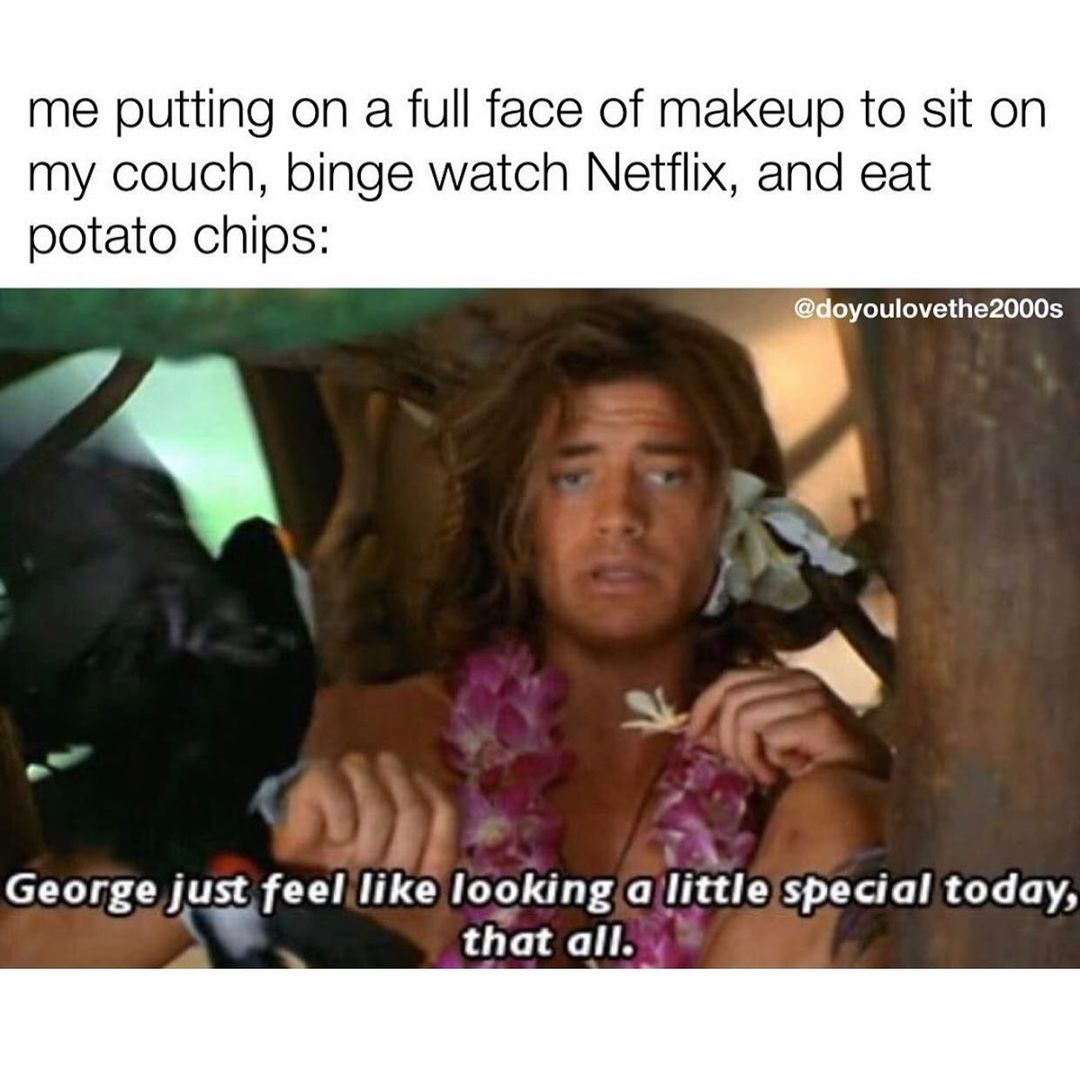 me putting on a full face of makeup to sit on
my couch, binge watch Netflix, and eat
potato chips:
@doyoulovethe2000s
George just feel like looking a little special today,
that all.